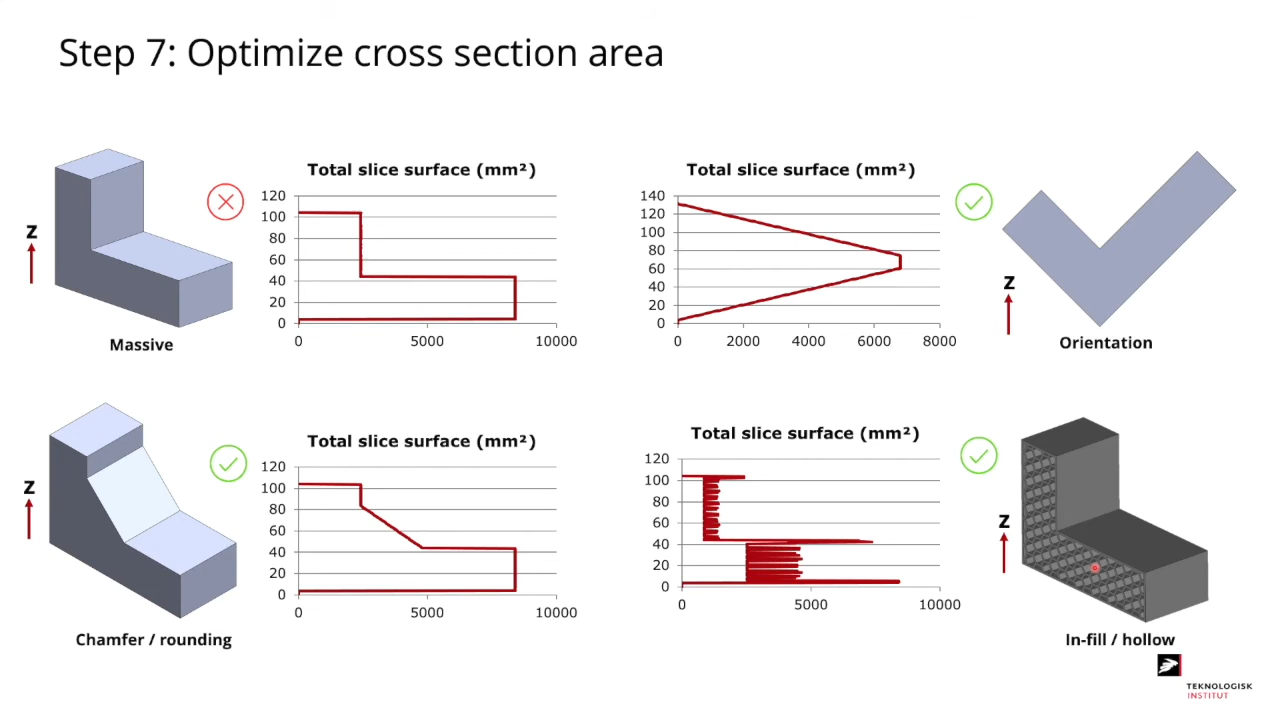 Step 7: Optimize cross section area
Total slice surface (mm²)
120
100
80
60
40
20
0
0 5000 10000
Z
Massive
Total slice surface (mm²)
140
120
100
80
60
40
20
0
0 2000 4000 6000 8000
Z
Orientation
Total slice surface (mm²)
120
100
80
60
40
20
0
0 5000 10000
Z
Chamfer / rounding
Total slice surface (mm²)
120
100
80
60
40
20
0
0 5000 10000
Z
In-fill / hollow
TEKNOLOGISK
INSTITUT